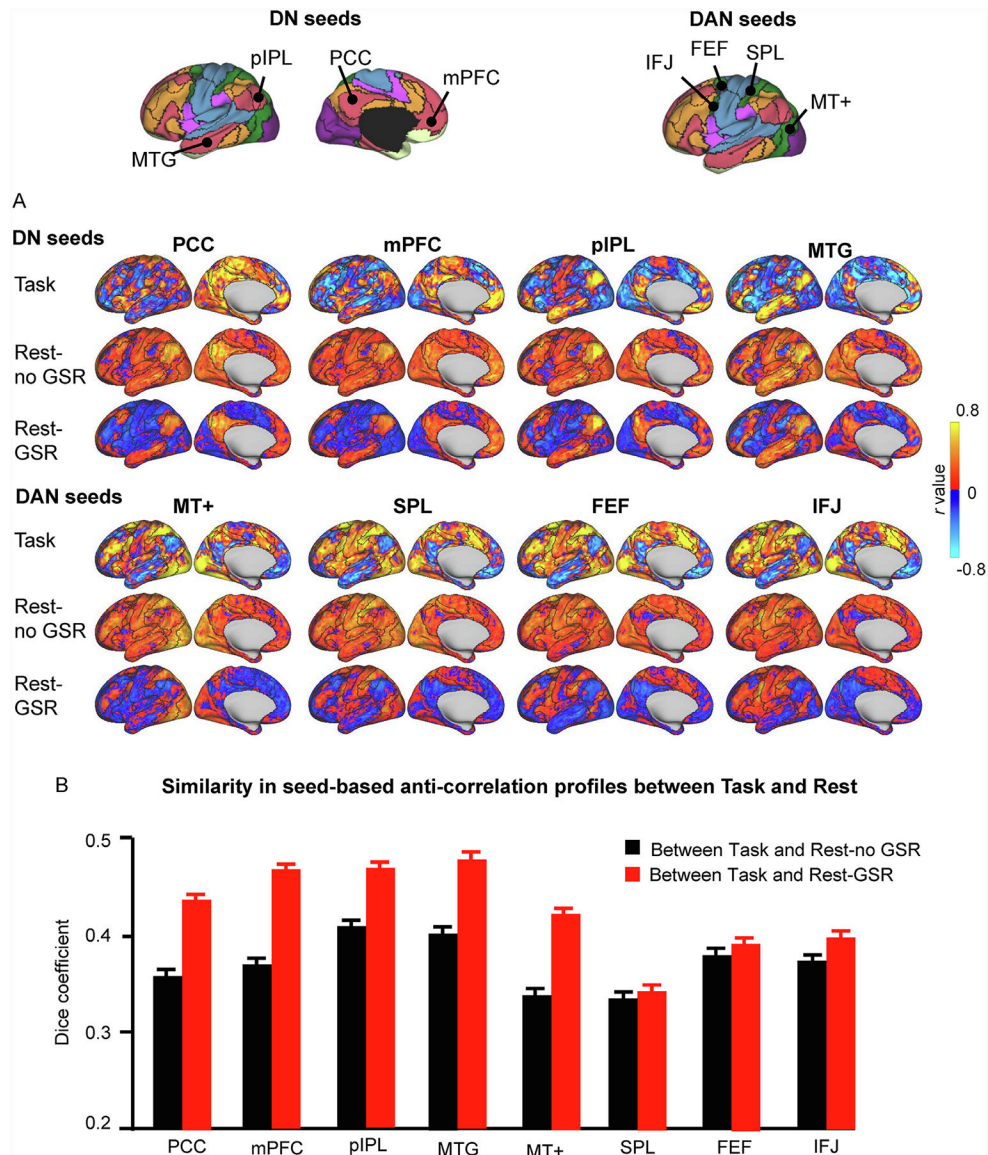 DN seeds
DAN seeds
pIPL
PCC
mPFC
MTG
IFJ
FEF
SPL
MT+
A
DN seeds
PCC
mPFC
pIPL
MTG
Task
Rest-
no GSR
Rest-
GSR
0.8
r value
0
-0.8
DAN seeds
MT+
SPL
FEF
IFJ
Task
Rest-
no GSR
Rest-
GSR
B
Similarity in seed-based anti-correlation profiles between Task and Rest
Between Task and Rest-no GSR
Between Task and Rest-GSR
Dice coefficient
0.5
0.4
0.3
0.2
PCC
mPFC
pIPL
MTG
MT+
SPL
FEF
IFJ